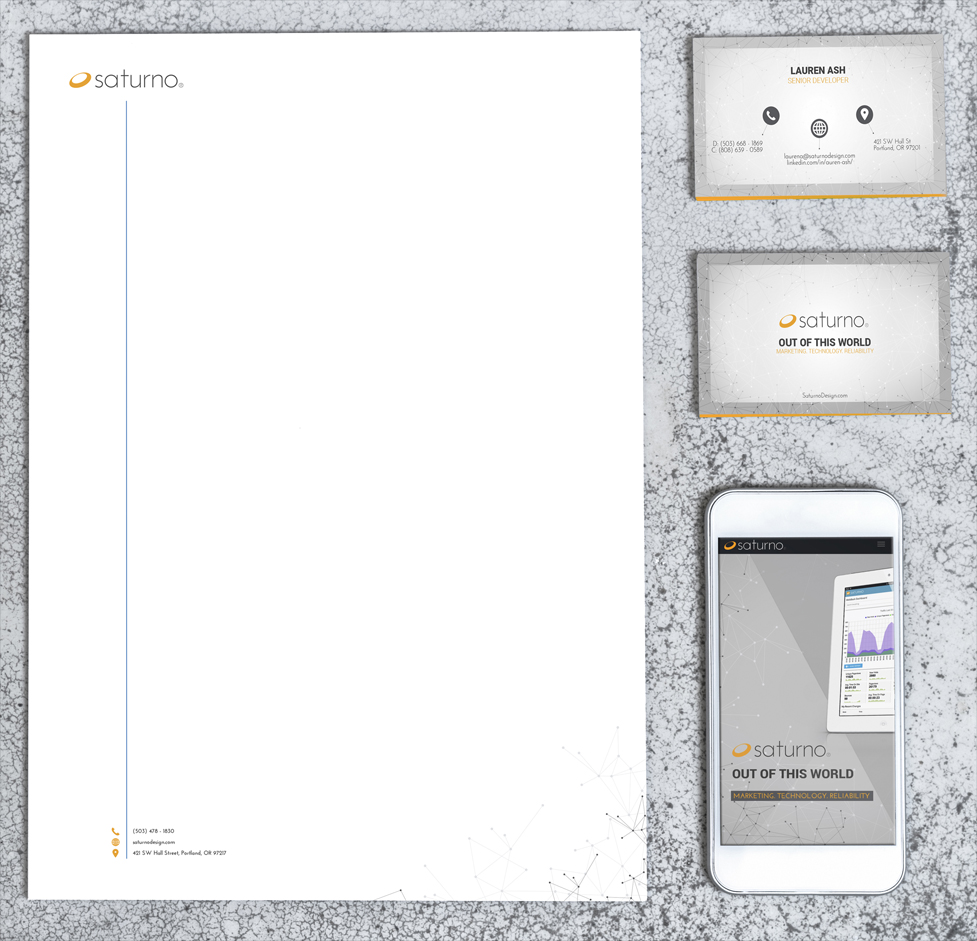 saturno®
(503) 478 - 1830
saturnodesign.com
421 SW Hall Street, Portland, OR 97217
LAUREN ASH
SENIOR DEVELOPER
D: (503) 668 - 1869
C: (808) 639 - 0589
laurena@saturnodesign.com
linkedin.com/in/auren-ash/
421 SW Hall St
Portland, OR 97201
saturno®
OUT OF THIS WORLD
MARKETING. TECHNOLOGY. RELIABILITY
SaturnoDesign.com
saturno
saturno®
OUT OF THIS WORLD
MARKETING. TECHNOLOGY. RELIABILITY